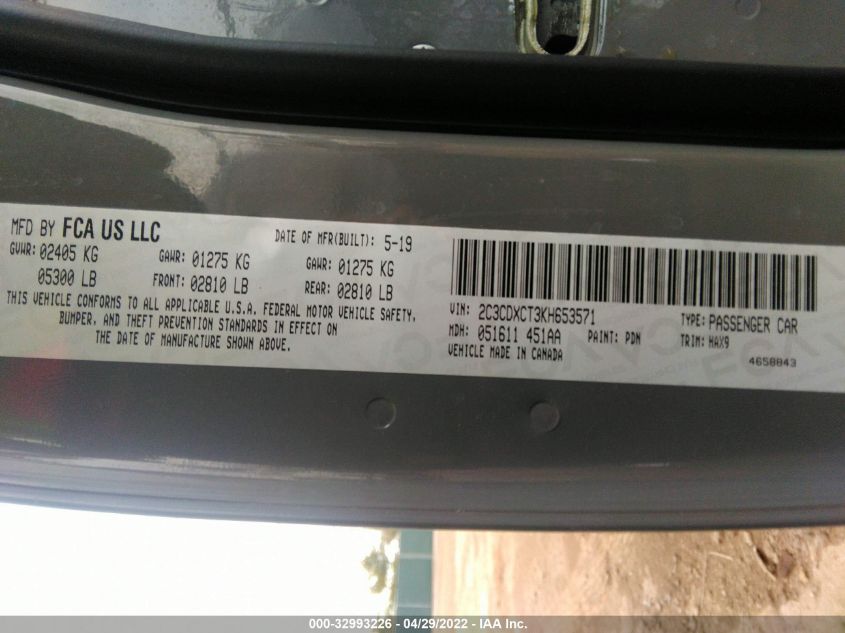 MFD BY FCA US LLC
DATE OF MFR(BUILT): 5-19
GVWR: 02405 KG GAWR: 01275 KG GAWR: 01275 KG
05300 LB FRONT: 02810 LB REAR: 02810 LB
THIS VEHICLE CONFORMS TO ALL APPLICABLE U.S.A. FEDERAL MOTOR VEHICLE SAFETY,
BUMPER, AND THEFT PREVENTION STANDARDS IN EFFECT ON
THE DATE OF MANUFACTURE SHOWN ABOVE.
VIN: 2C3CDXCT3KH653571 TYPE: PASSENGER CAR
MDH: 051611 451AA PAINT: PDN TRIM: HAX9
VEHICLE MADE IN CANADA 4658843
000-32993226 - 04/29/2022 - IAA Inc.